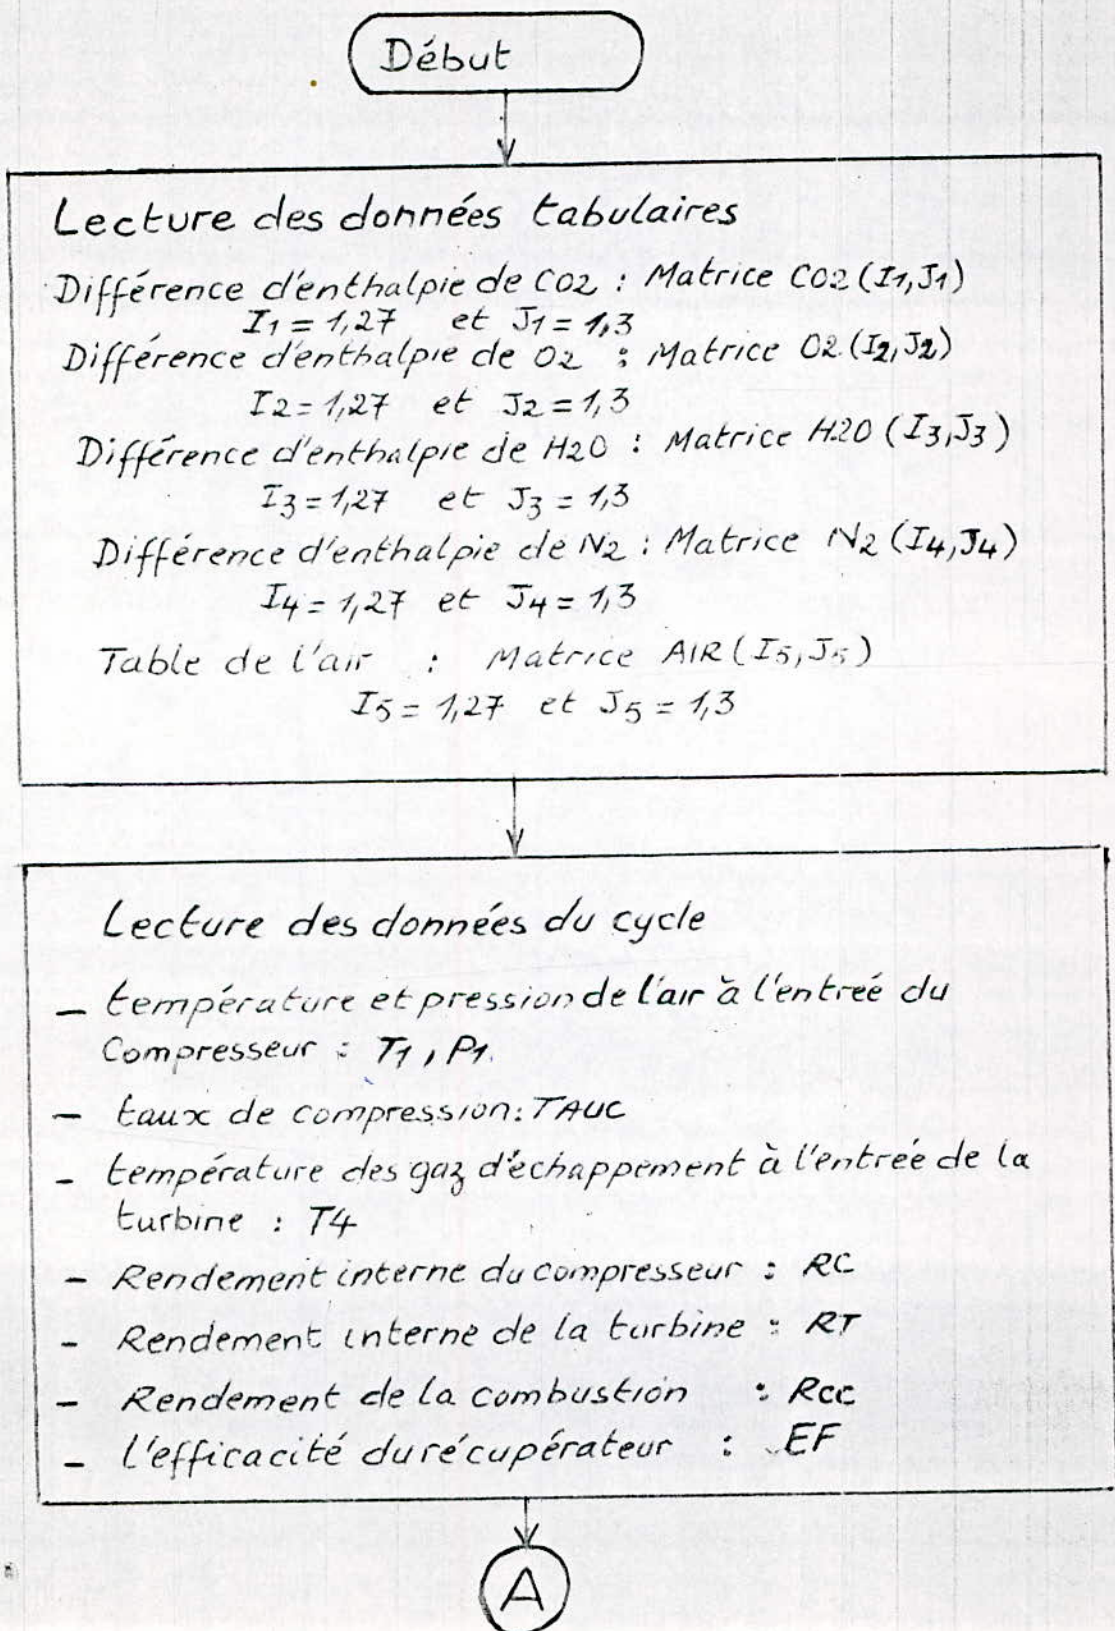 Début
Lecture des données tabulaires
Différence d'enthalpie de CO2 : Matrice CO2 (I1,J1)
I1 = 1,27 et J1 = 1,3
Différence d'enthalpie de O2 : Matrice O2 (I2,J2)
I2 = 1,27 et J2 = 1,3
Différence d'enthalpie de H2O : Matrice H2O (I3,J3)
I3 = 1,27 et J3 = 1,3
Différence d'enthalpie de N2 : Matrice N2 (I4,J4)
I4 = 1,27 et J4 = 1,3
Table de l'air : Matrice AIR (I5,J5)
I5 = 1,27 et J5 = 1,3
Lecture des données du cycle
– température et pression de l'air à l'entrée du
Compresseur : T1 , P1
– taux de compression : TAUC
– température des gaz d'échappement à l'entrée de la
turbine : T4
– Rendement interne du compresseur : RC
– Rendement interne de la turbine : RT
– Rendement de la combustion : Rcc
– l'efficacité du récupérateur : EF
A